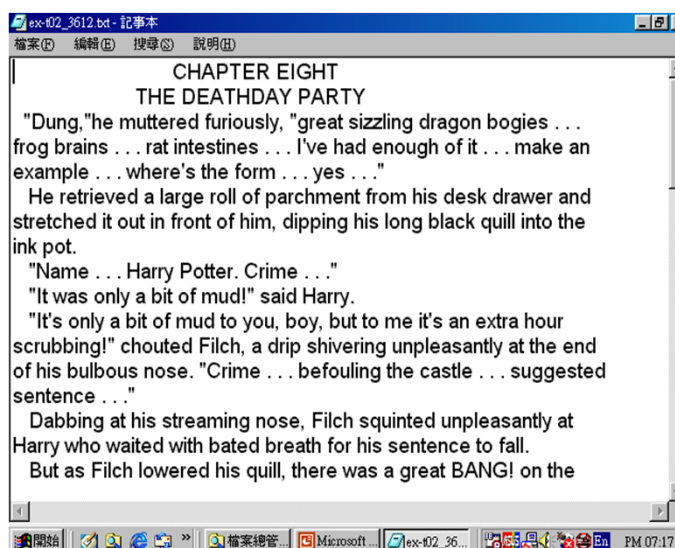 ex-t02_3612.txt - 記事本
檔案(F) 編輯(E) 搜尋(S) 說明(H)
CHAPTER EIGHT
THE DEATHDAY PARTY
"Dung,"he muttered furiously, "great sizzling dragon bogies . . .
frog brains . . . rat intestines . . . I've had enough of it . . . make an
example . . . where's the form . . . yes . . ."
He retrieved a large roll of parchment from his desk drawer and
stretched it out in front of him, dipping his long black quill into the
ink pot.
"Name . . . Harry Potter. Crime . . ."
"It was only a bit of mud!" said Harry.
"It's only a bit of mud to you, boy, but to me it's an extra hour
scrubbing!" chouted Filch, a drip shivering unpleasantly at the end
of his bulbous nose. "Crime . . . befouling the castle . . . suggested
sentence . . ."
Dabbing at his streaming nose, Filch squinted unpleasantly at
Harry who waited with bated breath for his sentence to fall.
But as Filch lowered his quill, there was a great BANG! on the
開始 » 檔案總管... Microsoft ... ex-t02_36... En PM 07:17